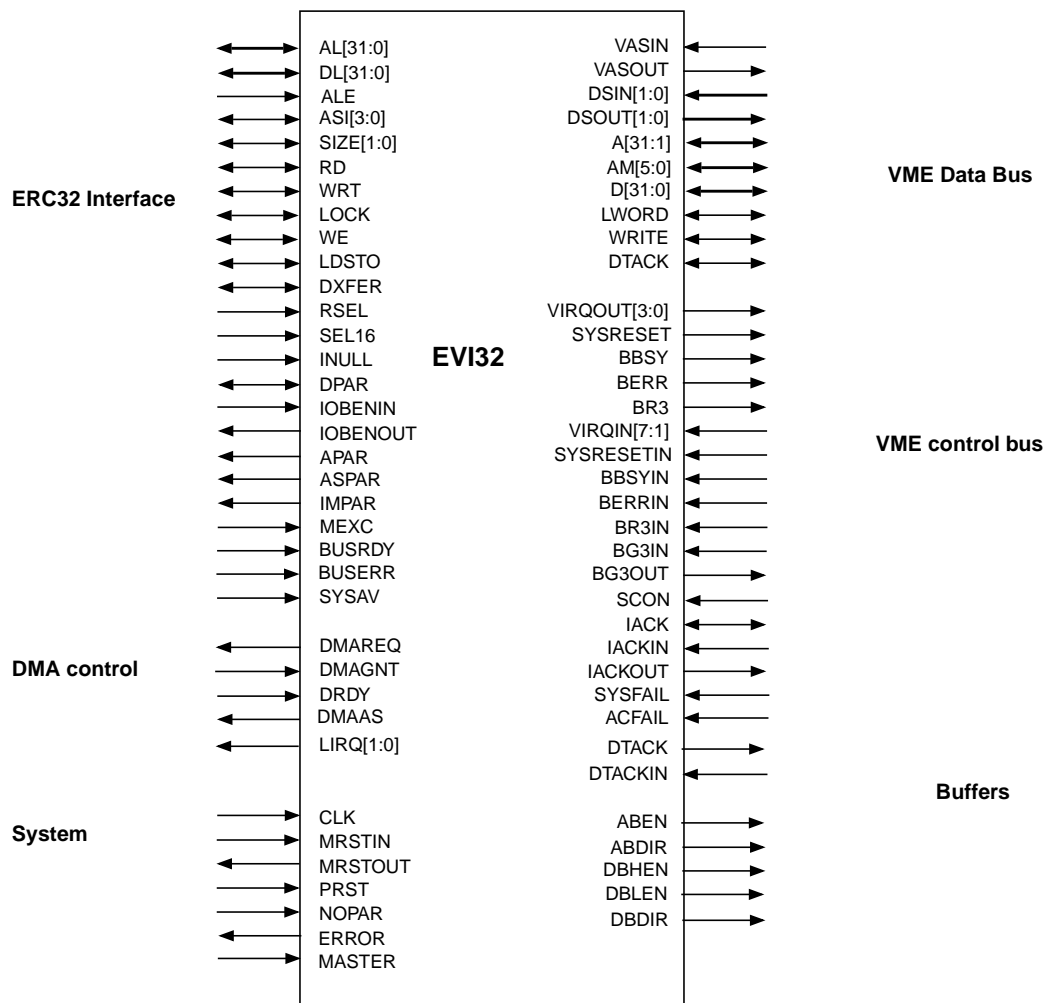 AL[31:0]
DL[31:0]
ALE
ASI[3:0]
SIZE[1:0]
RD
WRT
ERC32 Interface
LOCK
WE
LDSTO
DXFER
RSEL
SEL16
INULL
DPAR
IOBENIN
IOBENOUT
APAR
ASPAR
IMPAR
MEXC
BUSRDY
BUSERR
SYSAV
DMAREQ
DMA control
DMAGNT
DRDY
DMAAS
LIRQ[1:0]
CLK
System
MRSTIN
MRSTOUT
PRST
NOPAR
ERROR
MASTER
EVI32
VASIN
VASOUT
DSIN[1:0]
DSOUT[1:0]
A[31:1]
AM[5:0]
VME Data Bus
D[31:0]
LWORD
WRITE
DTACK
VIRQOUT[3:0]
SYSRESET
BBSY
BERR
BR3
VIRQIN[7:1]
VME control bus
SYSRESETIN
BBSYIN
BERRIN
BR3IN
BG3IN
BG3OUT
SCON
IACK
IACKIN
IACKOUT
SYSFAIL
ACFAIL
DTACK
DTACKIN
Buffers
ABEN
ABDIR
DBHEN
DBLEN
DBDIR